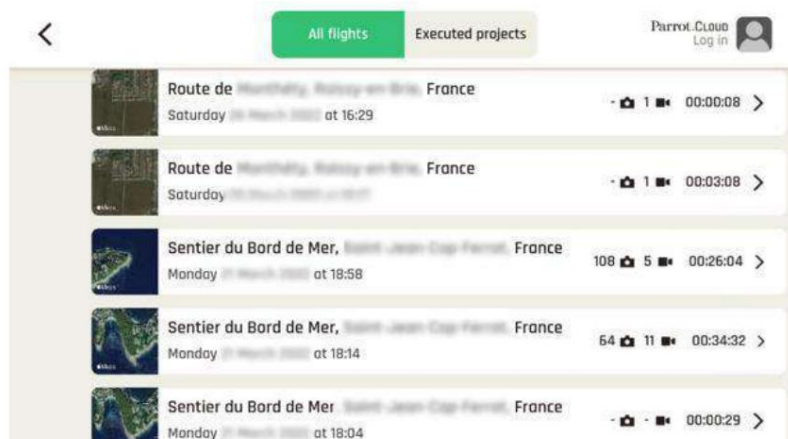 All flights
Executed projects
Parrot.Cloud
Log in
Route de France
Saturday at 16:29
- 1 00:00:08
Route de France
Saturday
- 1 00:03:08
Sentier du Bord de Mer, France
Monday at 18:58
108 5 00:26:04
Sentier du Bord de Mer, France
Monday at 18:14
64 11 00:34:32
Sentier du Bord de Mer France
Monday at 18:04
- - 00:00:29